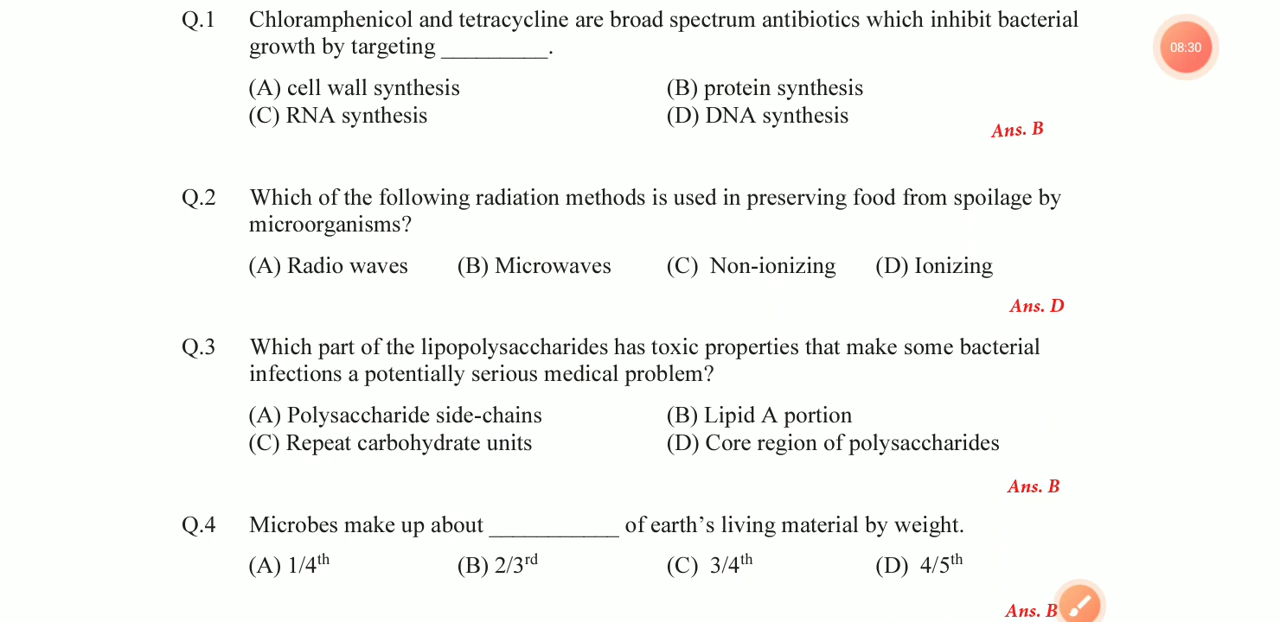 Q.1 Chloramphenicol and tetracycline are broad spectrum antibiotics which inhibit bacterial
growth by targeting _________.
(A) cell wall synthesis (B) protein synthesis
(C) RNA synthesis (D) DNA synthesis
Ans. B
08:30
Q.2 Which of the following radiation methods is used in preserving food from spoilage by
microorganisms?
(A) Radio waves (B) Microwaves (C) Non-ionizing (D) Ionizing
Ans. D
Q.3 Which part of the lipopolysaccharides has toxic properties that make some bacterial
infections a potentially serious medical problem?
(A) Polysaccharide side-chains (B) Lipid A portion
(C) Repeat carbohydrate units (D) Core region of polysaccharides
Ans. B
Q.4 Microbes make up about ___________ of earth’s living material by weight.
(A) 1/4th (B) 2/3rd (C) 3/4th (D) 4/5th
Ans. B